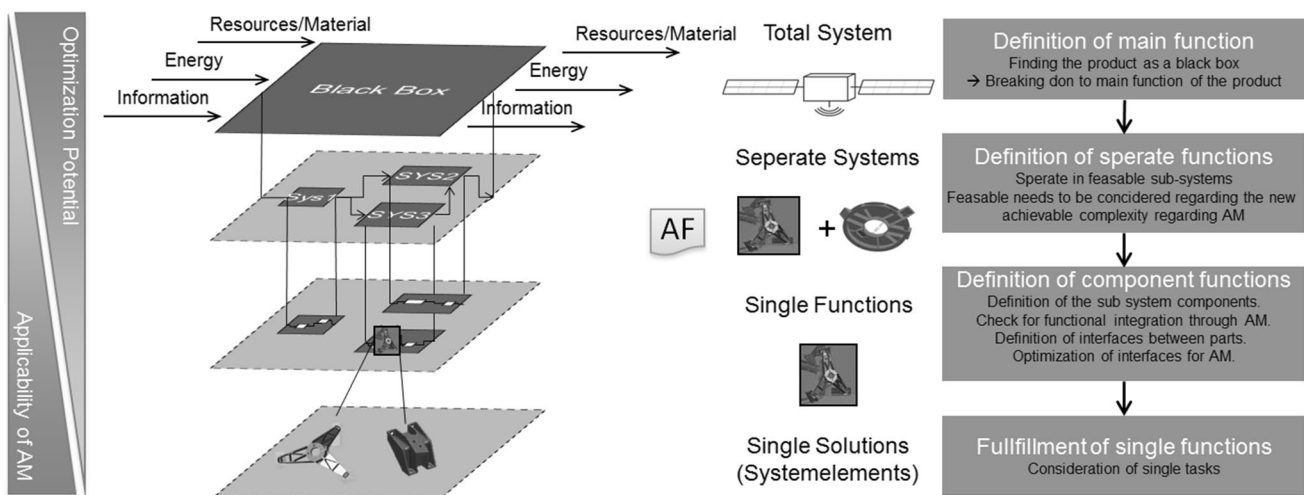 Optimization Potential
Applicability of AM
Resources/Material
Energy
Information
Black Box
Resources/Material
Energy
Information
Sys 1
SYS2
SYS3
Total System
Seperate Systems
AF
+
Single Functions
Single Solutions
(Systemelements)
Definition of main function
Finding the product as a black box
→ Breaking don to main function of the product
Definition of sperate functions
Sperate in feasable sub-systems
Feasable needs to be concidered regarding the new
achievable complexity regarding AM
Definition of component functions
Definition of the sub system components.
Check for functional integration through AM.
Definition of interfaces between parts.
Optimization of interfaces for AM.
Fullfillment of single functions
Consideration of single tasks